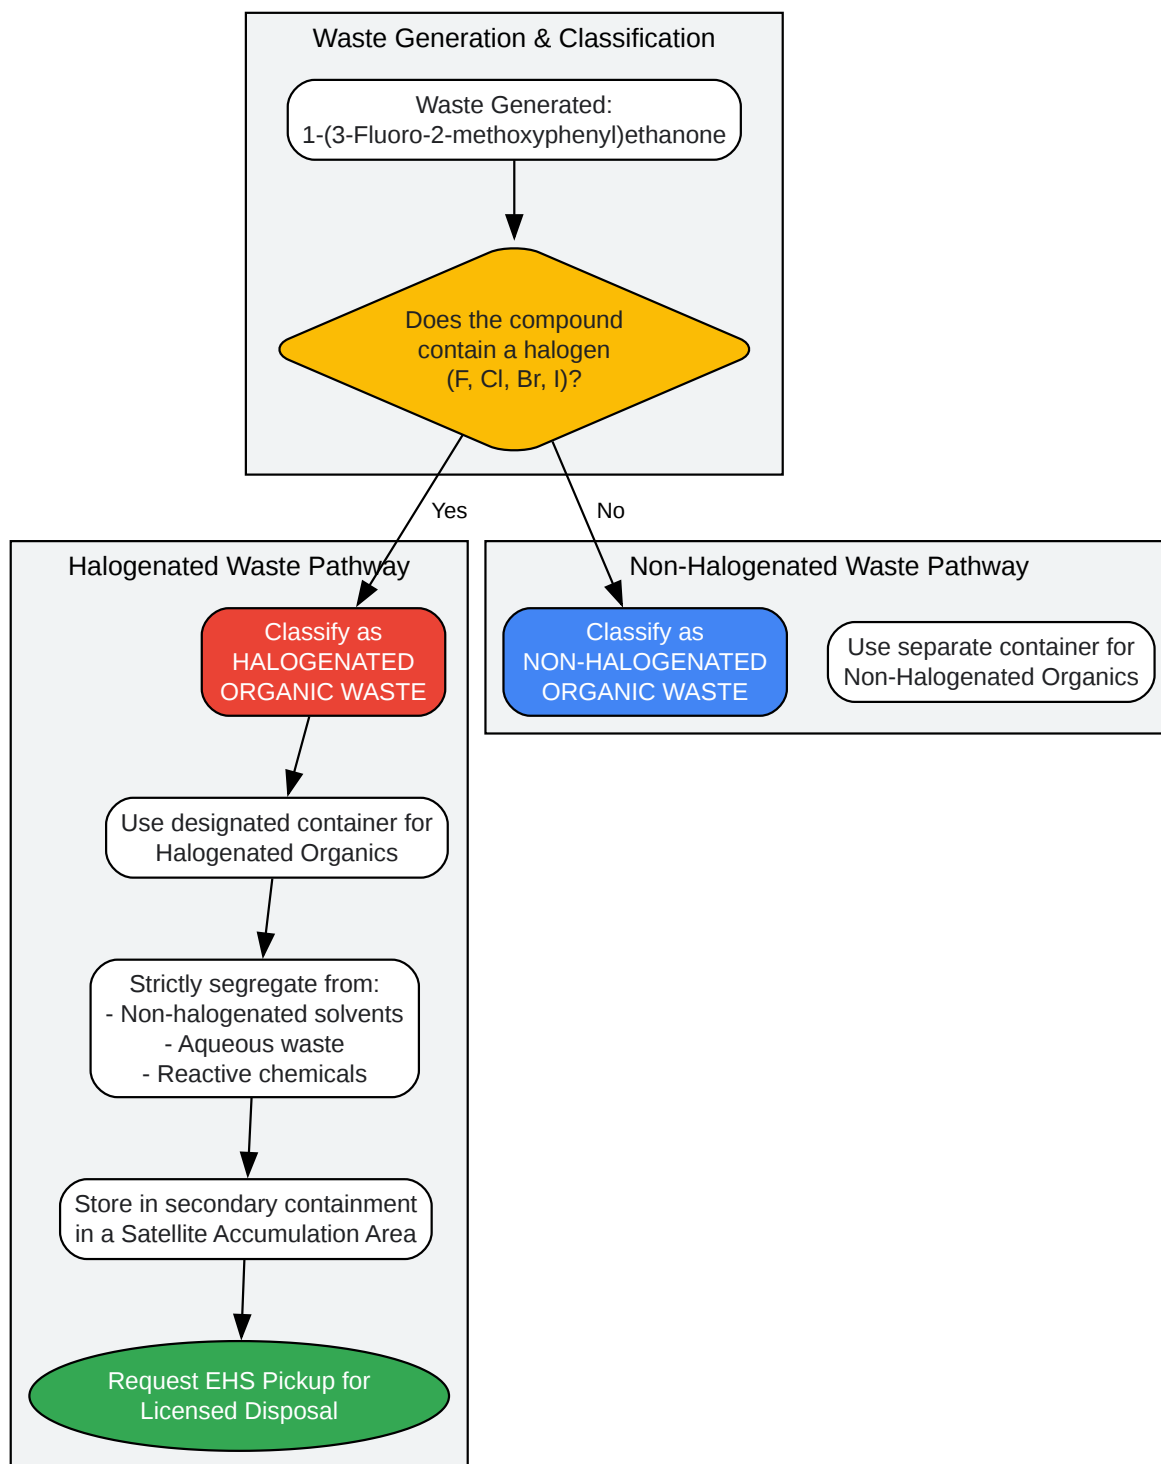 Waste Generation & Classification
Waste Generated:
1-(3-Fluoro-2-methoxyphenyl)ethanone
Does the compound
contain a halogen
(F, Cl, Br, I)?
Yes
No
Halogenated Waste Pathway
Classify as
HALOGENATED
ORGANIC WASTE
Use designated container for
Halogenated Organics
Strictly segregate from:
- Non-halogenated solvents
- Aqueous waste
- Reactive chemicals
Store in secondary containment
in a Satellite Accumulation Area
Request EHS Pickup for
Licensed Disposal
Non-Halogenated Waste Pathway
Classify as
NON-HALOGENATED
ORGANIC WASTE
Use separate container for
Non-Halogenated Organics